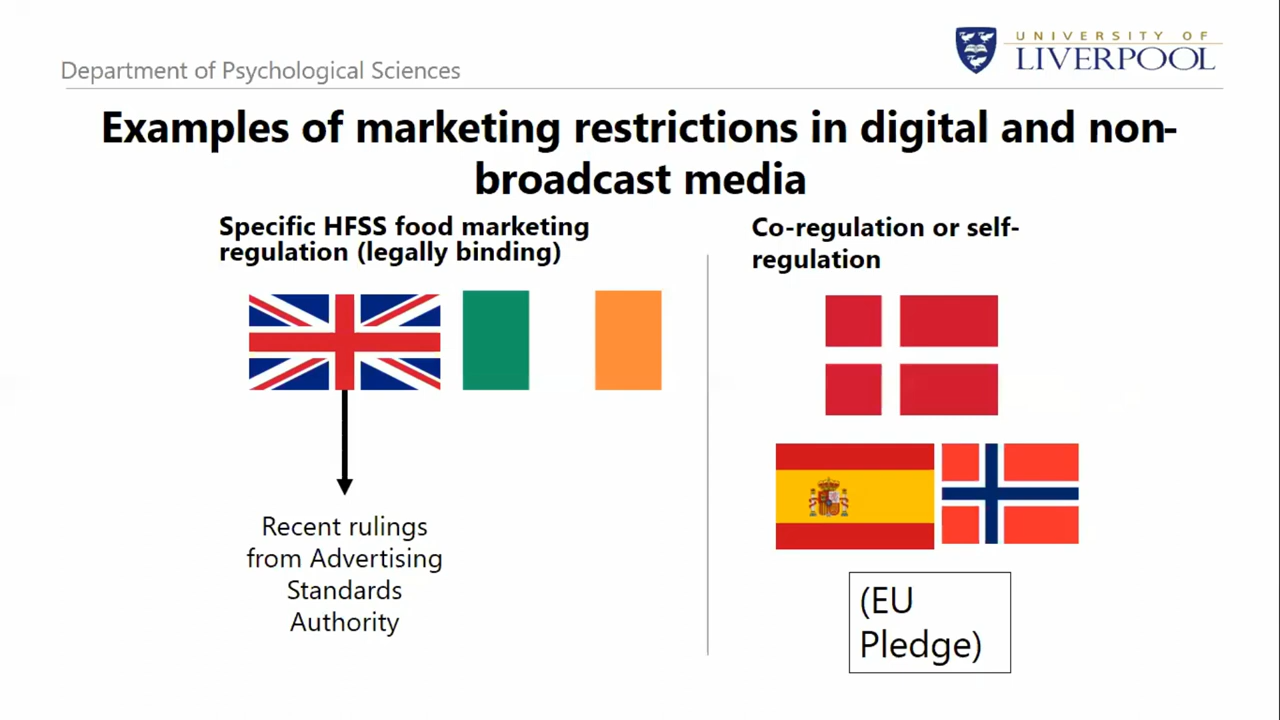 UNIVERSITY OF
LIVERPOOL
Department of Psychological Sciences
Examples of marketing restrictions in digital and non-
broadcast media
Specific HFSS food marketing
regulation (legally binding)
Recent rulings
from Advertising
Standards
Authority
Co-regulation or self-
regulation
(EU
Pledge)